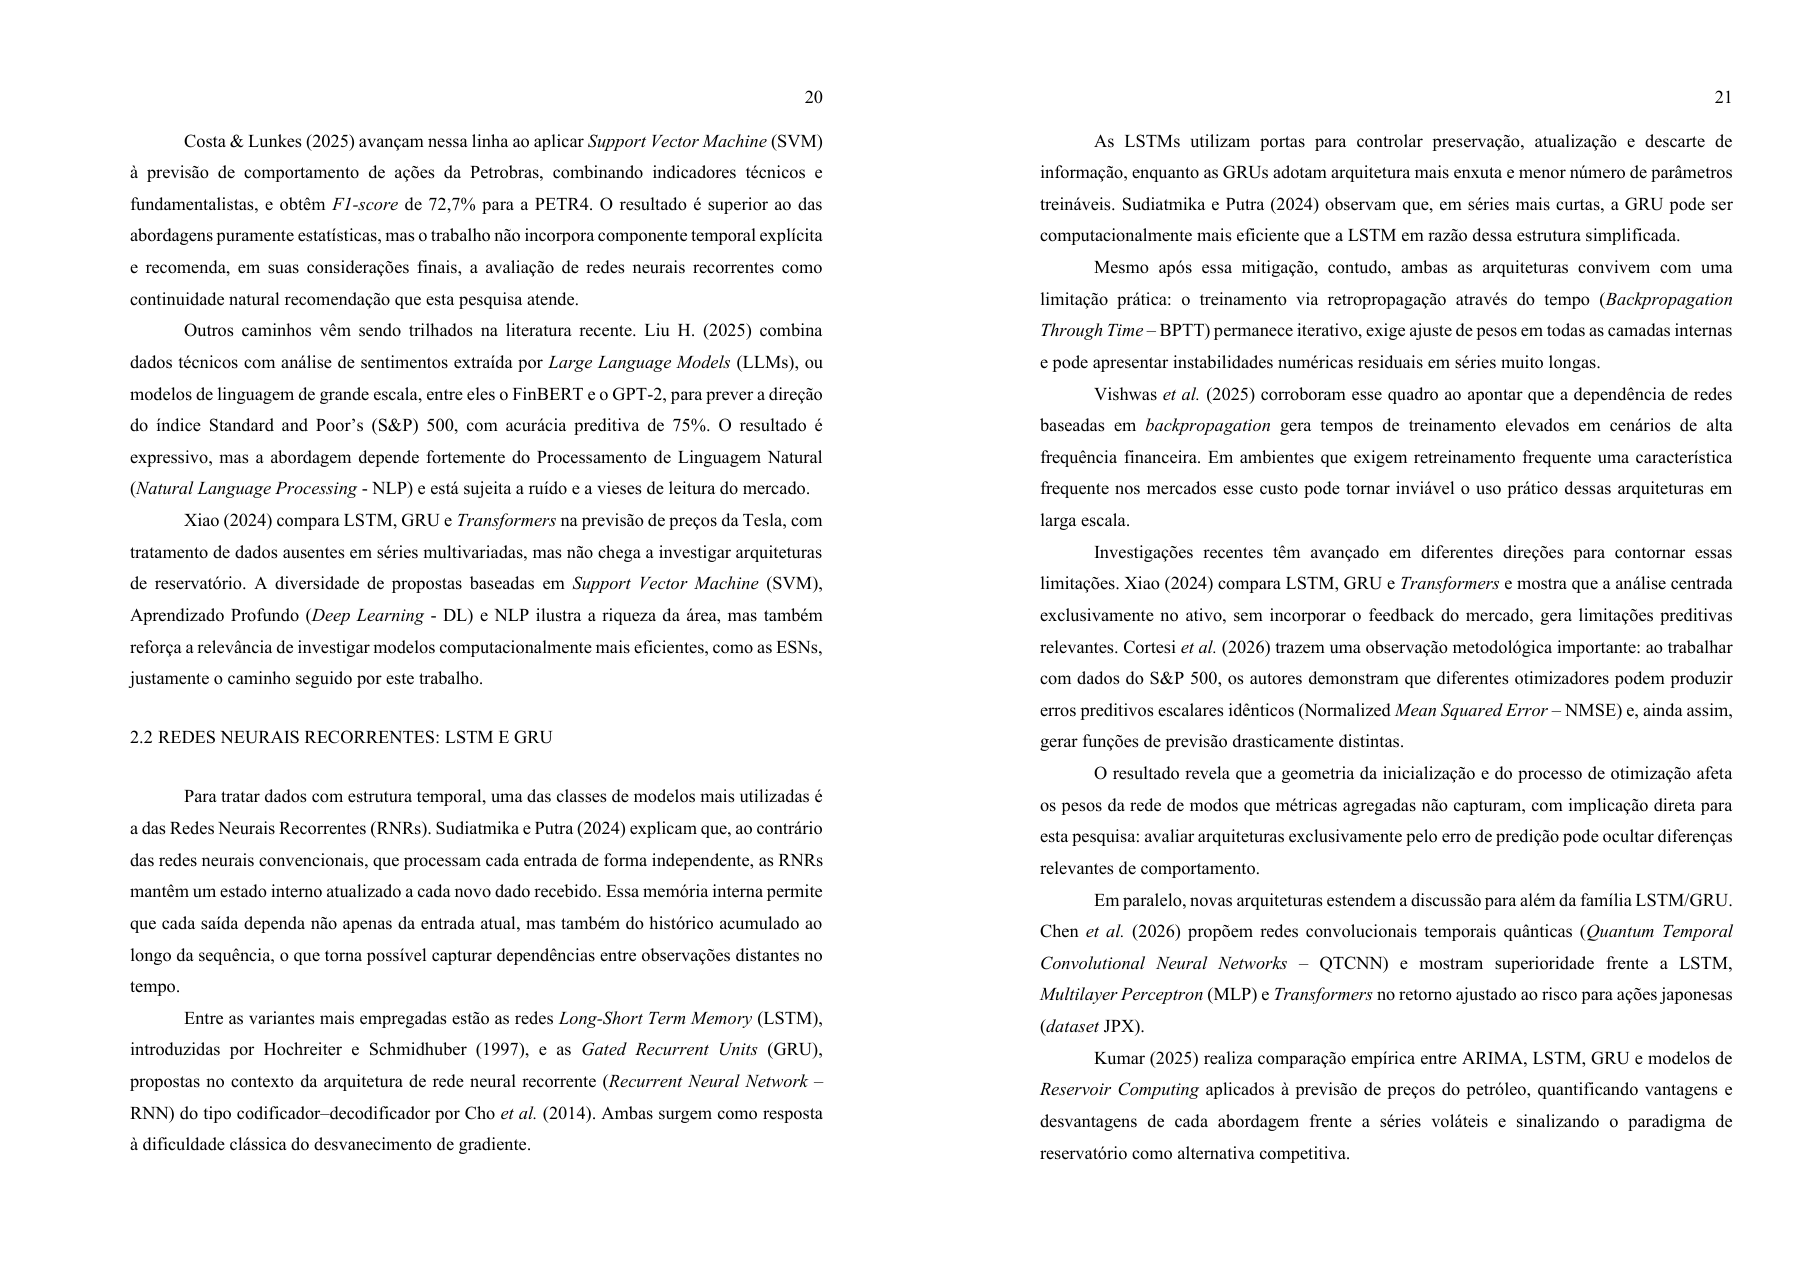 20
Costa & Lunkes (2025) avançam nessa linha ao aplicar Support Vector Machine (SVM)
à previsão de comportamento de ações da Petrobras, combinando indicadores técnicos e
fundamentalistas, e obtêm F1-score de 72,7% para a PETR4. O resultado é superior ao das
abordagens puramente estatísticas, mas o trabalho não incorpora componente temporal explícita
e recomenda, em suas considerações finais, a avaliação de redes neurais recorrentes como
continuidade natural recomendação que esta pesquisa atende.
Outros caminhos vêm sendo trilhados na literatura recente. Liu H. (2025) combina
dados técnicos com análise de sentimentos extraída por Large Language Models (LLMs), ou
modelos de linguagem de grande escala, entre eles o FinBERT e o GPT-2, para prever a direção
do índice Standard and Poor’s (S&P) 500, com acurácia preditiva de 75%. O resultado é
expressivo, mas a abordagem depende fortemente do Processamento de Linguagem Natural
(Natural Language Processing - NLP) e está sujeita a ruído e a vieses de leitura do mercado.
Xiao (2024) compara LSTM, GRU e Transformers na previsão de preços da Tesla, com
tratamento de dados ausentes em séries multivariadas, mas não chega a investigar arquiteturas
de reservatório. A diversidade de propostas baseadas em Support Vector Machine (SVM),
Aprendizado Profundo (Deep Learning - DL) e NLP ilustra a riqueza da área, mas também
reforça a relevância de investigar modelos computacionalmente mais eficientes, como as ESNs,
justamente o caminho seguido por este trabalho.
2.2 REDES NEURAIS RECORRENTES: LSTM E GRU
Para tratar dados com estrutura temporal, uma das classes de modelos mais utilizadas é
a das Redes Neurais Recorrentes (RNRs). Sudiatmika e Putra (2024) explicam que, ao contrário
das redes neurais convencionais, que processam cada entrada de forma independente, as RNRs
mantêm um estado interno atualizado a cada novo dado recebido. Essa memória interna permite
que cada saída dependa não apenas da entrada atual, mas também do histórico acumulado ao
longo da sequência, o que torna possível capturar dependências entre observações distantes no
tempo.
Entre as variantes mais empregadas estão as redes Long-Short Term Memory (LSTM),
introduzidas por Hochreiter e Schmidhuber (1997), e as Gated Recurrent Units (GRU),
propostas no contexto da arquitetura de rede neural recorrente (Recurrent Neural Network –
RNN) do tipo codificador–decodificador por Cho et al. (2014). Ambas surgem como resposta
à dificuldade clássica do desvanecimento de gradiente.
21
As LSTMs utilizam portas para controlar preservação, atualização e descarte de
informação, enquanto as GRUs adotam arquitetura mais enxuta e menor número de parâmetros
treináveis. Sudiatmika e Putra (2024) observam que, em séries mais curtas, a GRU pode ser
computacionalmente mais eficiente que a LSTM em razão dessa estrutura simplificada.
Mesmo após essa mitigação, contudo, ambas as arquiteturas convivem com uma
limitação prática: o treinamento via retropropagação através do tempo (Backpropagation
Through Time – BPTT) permanece iterativo, exige ajuste de pesos em todas as camadas internas
e pode apresentar instabilidades numéricas residuais em séries muito longas.
Vishwas et al. (2025) corroboram esse quadro ao apontar que a dependência de redes
baseadas em backpropagation gera tempos de treinamento elevados em cenários de alta
frequência financeira. Em ambientes que exigem retreinamento frequente uma característica
frequente nos mercados esse custo pode tornar inviável o uso prático dessas arquiteturas em
larga escala.
Investigações recentes têm avançado em diferentes direções para contornar essas
limitações. Xiao (2024) compara LSTM, GRU e Transformers e mostra que a análise centrada
exclusivamente no ativo, sem incorporar o feedback do mercado, gera limitações preditivas
relevantes. Cortesi et al. (2026) trazem uma observação metodológica importante: ao trabalhar
com dados do S&P 500, os autores demonstram que diferentes otimizadores podem produzir
erros preditivos escalares idênticos (Normalized Mean Squared Error – NMSE) e, ainda assim,
gerar funções de previsão drasticamente distintas.
O resultado revela que a geometria da inicialização e do processo de otimização afeta
os pesos da rede de modos que métricas agregadas não capturam, com implicação direta para
esta pesquisa: avaliar arquiteturas exclusivamente pelo erro de predição pode ocultar diferenças
relevantes de comportamento.
Em paralelo, novas arquiteturas estendem a discussão para além da família LSTM/GRU.
Chen et al. (2026) propõem redes convolucionais temporais quânticas (Quantum Temporal
Convolutional Neural Networks – QTCNN) e mostram superioridade frente a LSTM,
Multilayer Perceptron (MLP) e Transformers no retorno ajustado ao risco para ações japonesas
(dataset JPX).
Kumar (2025) realiza comparação empírica entre ARIMA, LSTM, GRU e modelos de
Reservoir Computing aplicados à previsão de preços do petróleo, quantificando vantagens e
desvantagens de cada abordagem frente a séries voláteis e sinalizando o paradigma de
reservatório como alternativa competitiva.